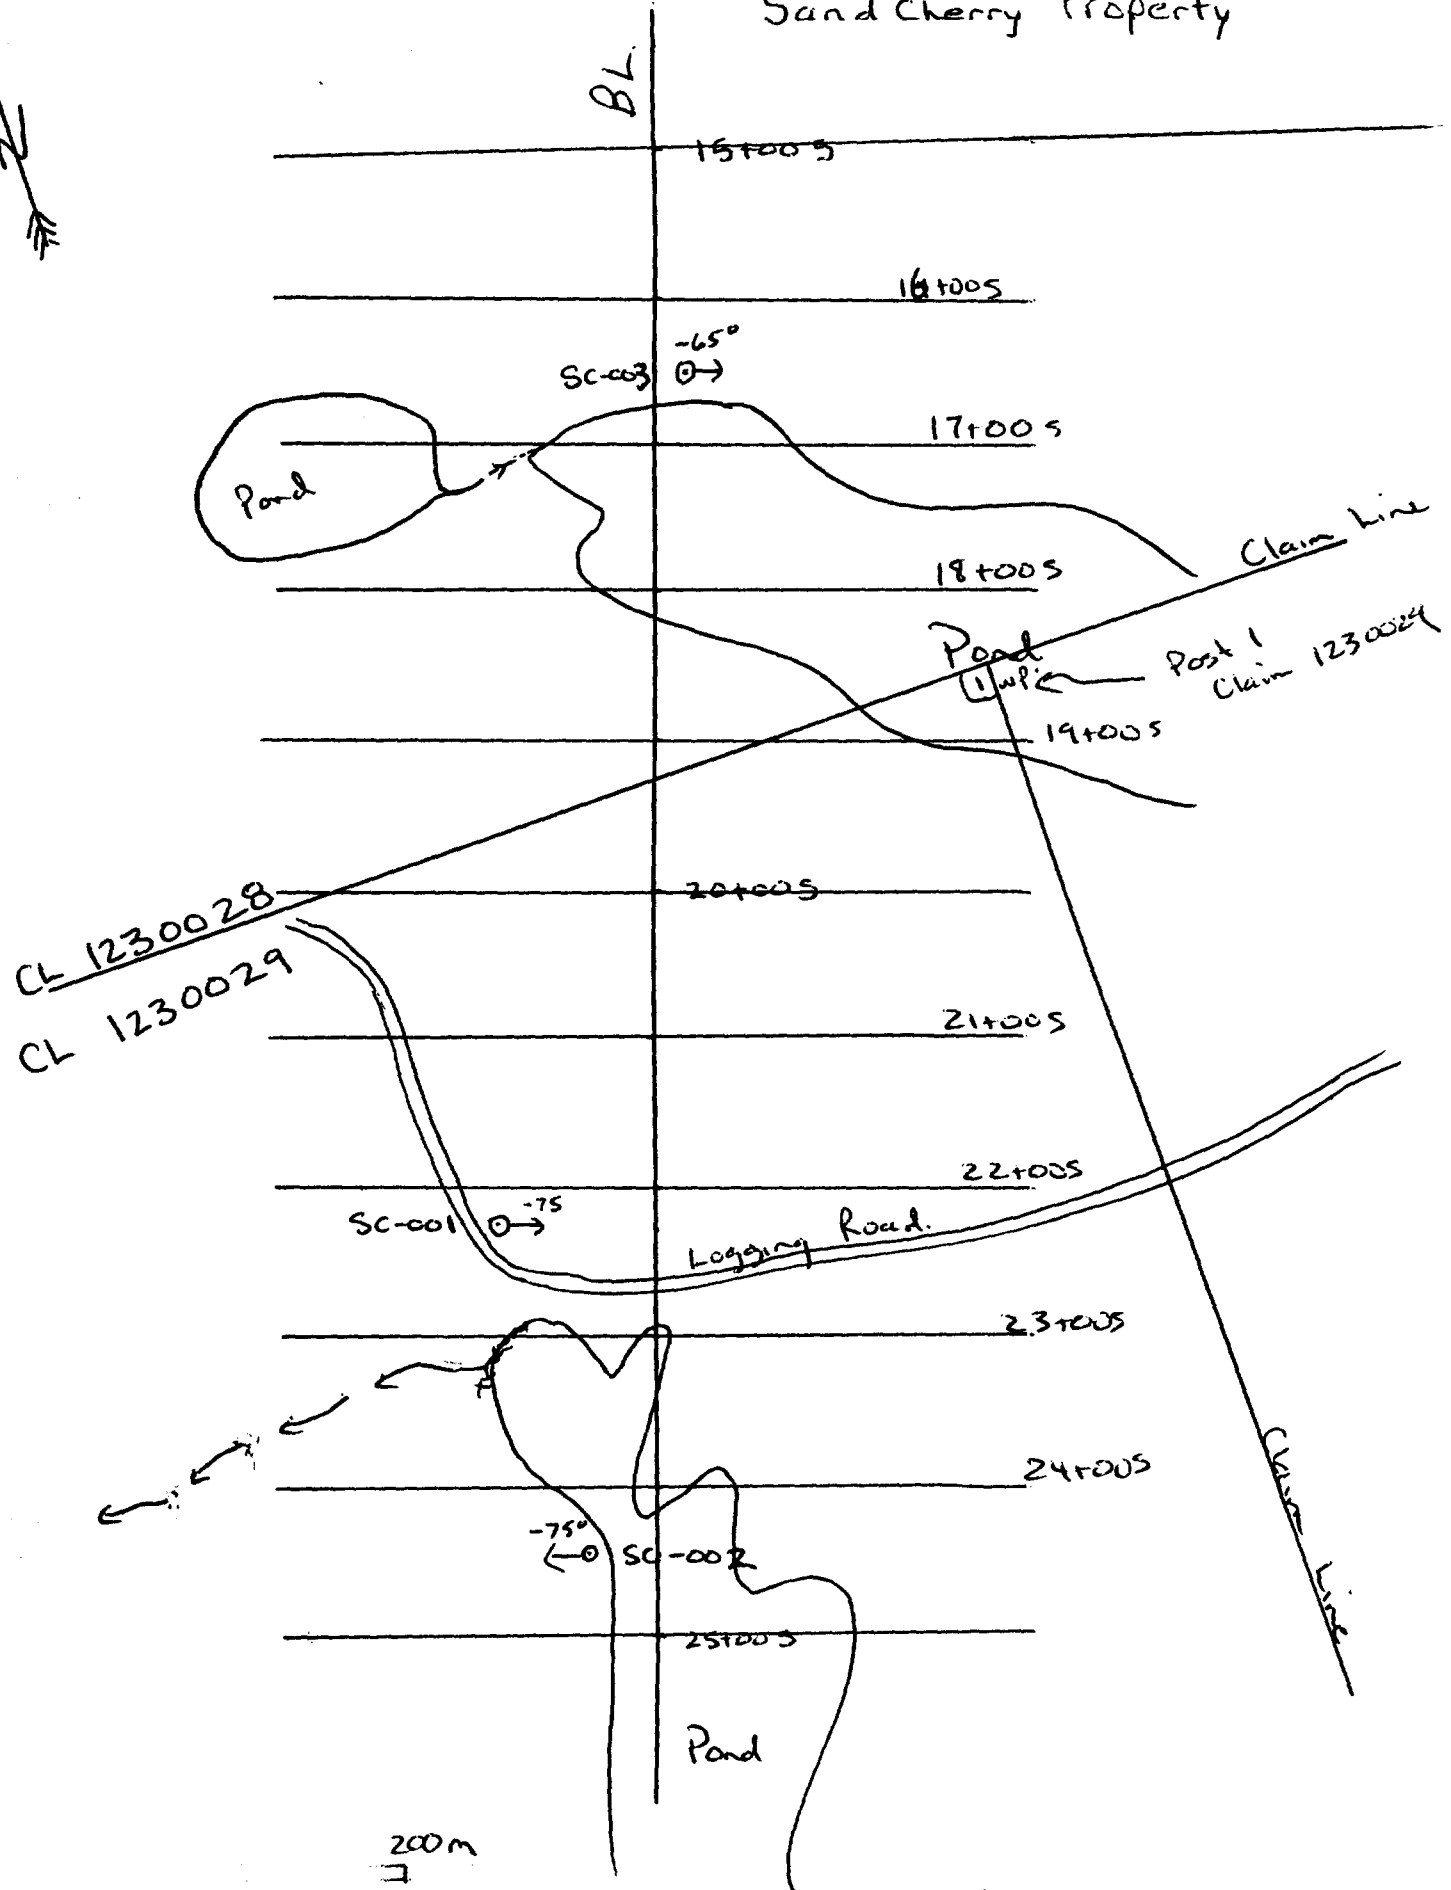 Sand Cherry Property
N
BL
15+00S
16+00S
-65°
SC-003
17+00S
Pond
Claim Line
18+00S
Pond
Post 1
Claim 1230029
1
WP
19+00S
20+00S
CL 1230028
CL 1230029
21+00S
22+00S
-75
SC-001
Logging Road.
23+00S
24+00S
Claim Line
-75°
SC-002
25+00S
Pond
200m